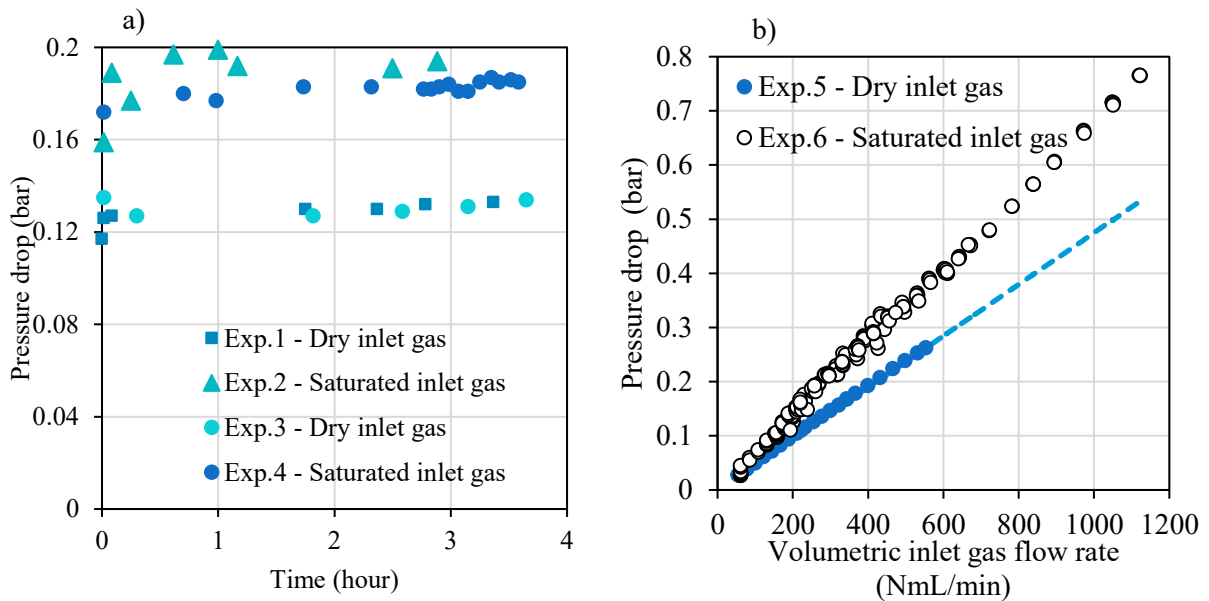 a)
Pressure drop (bar)
0.2
0.16
0.12
0.08
0.04
0
Exp.1 - Dry inlet gas
Exp.2 - Saturated inlet gas
Exp.3 - Dry inlet gas
Exp.4 - Saturated inlet gas
0 1 2 3 4
Time (hour)
b)
Pressure drop (bar)
0.8
0.7
0.6
0.5
0.4
0.3
0.2
0.1
0
Exp.5 - Dry inlet gas
Exp.6 - Saturated inlet gas
0 200 400 600 800 1000 1200
Volumetric inlet gas flow rate
(NmL/min)